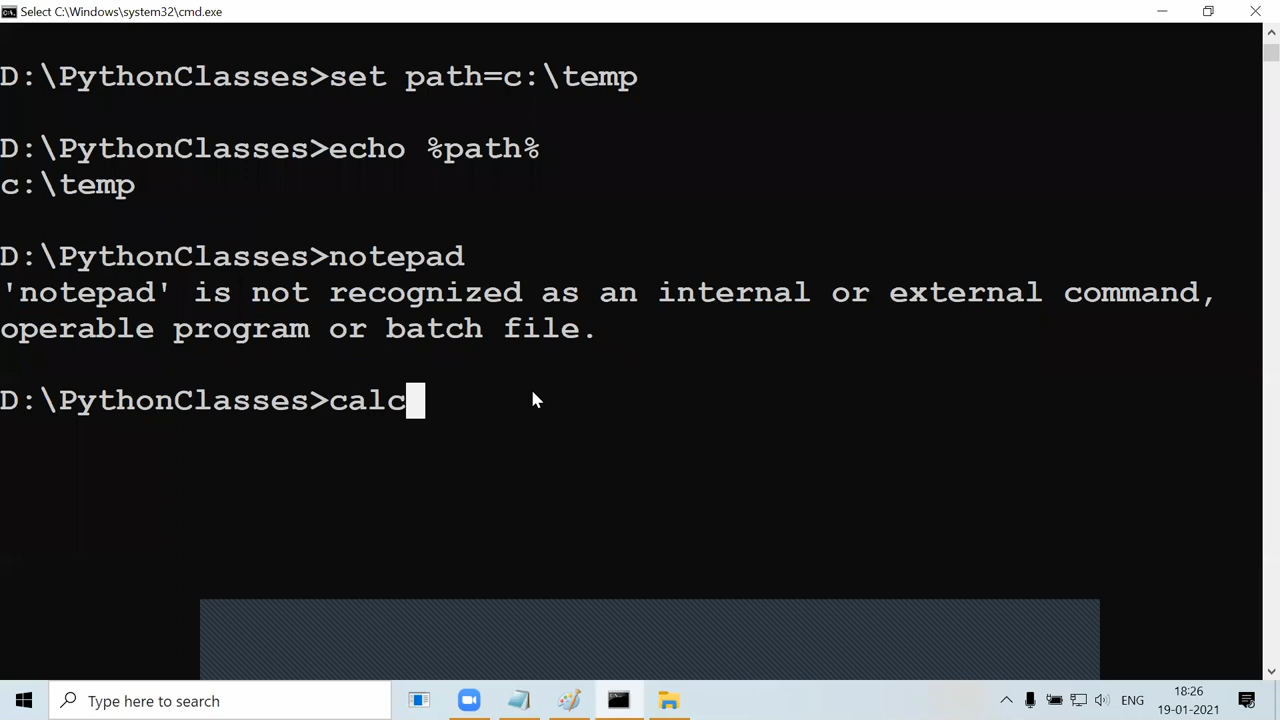 Select C:\Windows\system32\cmd.exe
D:\PythonClasses>set path=c:\temp
D:\PythonClasses>echo %path%
c:\temp
D:\PythonClasses>notepad
'notepad' is not recognized as an internal or external command,
operable program or batch file.
D:\PythonClasses>calc
Type here to search
ENG
18:26
19-01-2021